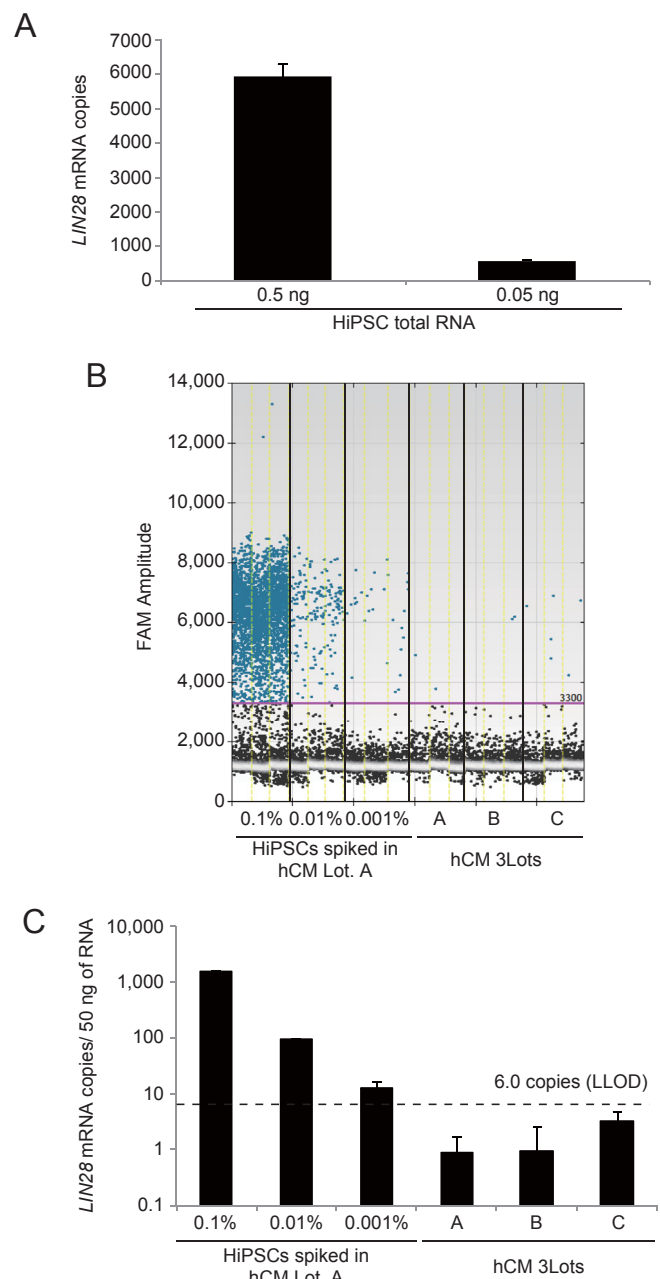 A
LIN28 mRNA copies
7000
6000
5000
4000
3000
2000
1000
0
0.5 ng 0.05 ng
HiPSC total RNA
B
FAM Amplitude
14,000
12,000
10,000
8,000
6,000
4,000
2,000
0
3300
0.1% 0.01% 0.001% A B C
HiPSCs spiked in
hCM Lot. A
hCM 3Lots
C
LIN28 mRNA copies/ 50 ng of RNA
10,000
1,000
100
10
1
0.1
6.0 copies (LLOD)
0.1% 0.01% 0.001% A B C
HiPSCs spiked in
hCM Lot. A
hCM 3Lots